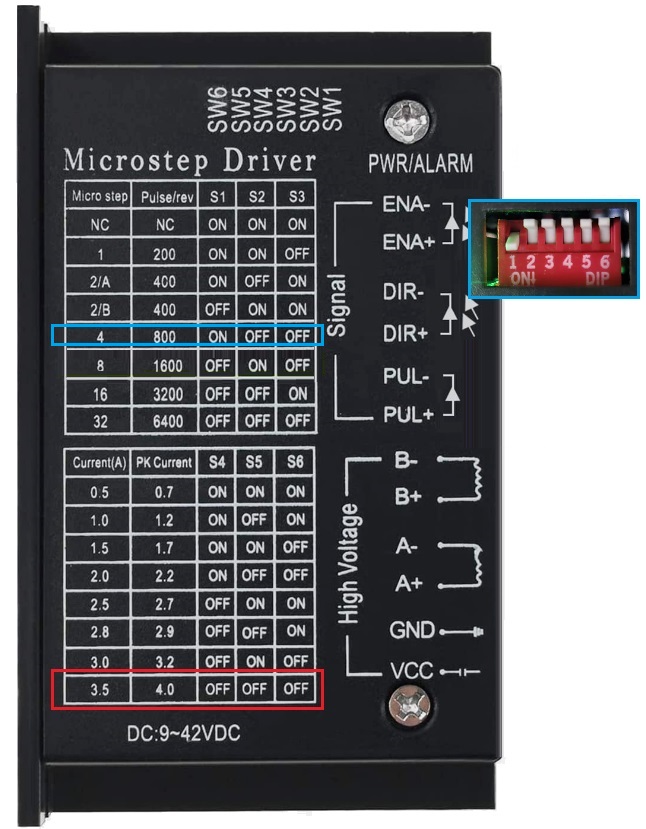 SW6
SW5
SW4
SW3
SW2
SW1
Microstep Driver
PWR/ALARM
Micro step Pulse/rev S1 S2 S3
NC NC ON ON ON
1 200 ON ON OFF
2/A 400 ON OFF ON
2/B 400 OFF ON ON
4 800 ON OFF OFF
8 1600 OFF ON OFF
16 3200 OFF OFF ON
32 6400 OFF OFF OFF
Signal
ENA-
ENA+
DIR-
DIR+
PUL-
PUL+
1 2 3 4 5 6
ON DIP
Current(A) PK Current S4 S5 S6
0.5 0.7 ON ON ON
1.0 1.2 ON OFF ON
1.5 1.7 ON ON OFF
2.0 2.2 ON OFF OFF
2.5 2.7 OFF ON ON
2.8 2.9 OFF OFF ON
3.0 3.2 OFF ON OFF
3.5 4.0 OFF OFF OFF
High Voltage
B-
B+
A-
A+
GND
VCC
DC:9~42VDC